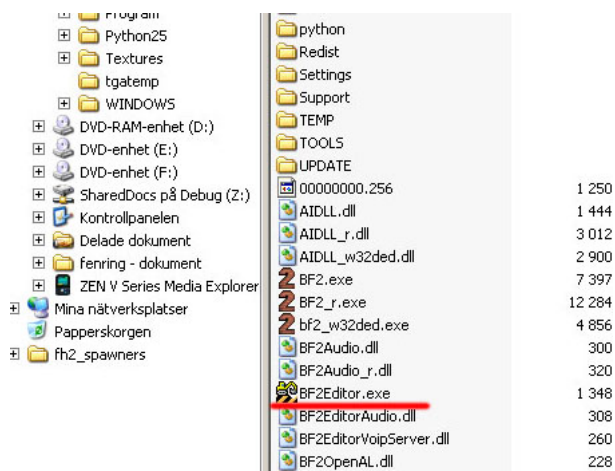 Program
Python25
Textures
tgatemp
WINDOWS
DVD-RAM-enhet (D:)
DVD-enhet (E:)
DVD-enhet (F:)
SharedDocs på Debug (Z:)
Kontrollpanelen
Delade dokument
fenring - dokument
ZEN V Series Media Explorer
Mina nätverksplatser
Papperskorgen
fh2_spawners
python
Redist
Settings
Support
TEMP
TOOLS
UPDATE
00000000.256 1 250
AIDLL.dll 1 444
AIDLL_r.dll 3 012
AIDLL_w32ded.dll 2 900
BF2.exe 7 397
BF2_r.exe 12 284
bf2_w32ded.exe 4 856
BF2Audio.dll 300
BF2Audio_r.dll 320
BF2Editor.exe 1 348
BF2EditorAudio.dll 308
BF2EditorVoipServer.dll 260
BF2OpenAL.dll 228